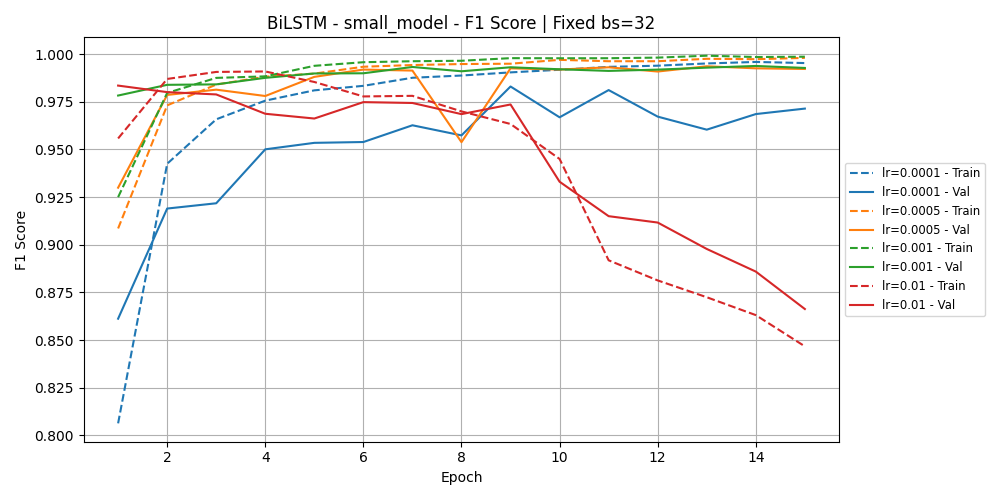 BiLSTM - small_model - F1 Score | Fixed bs=32
F1 Score
1.000
0.975
0.950
0.925
0.900
0.875
0.850
0.825
0.800
2 4 6 8 10 12 14
Epoch
lr=0.0001 - Train
lr=0.0001 - Val
lr=0.0005 - Train
lr=0.0005 - Val
lr=0.001 - Train
lr=0.001 - Val
lr=0.01 - Train
lr=0.01 - Val